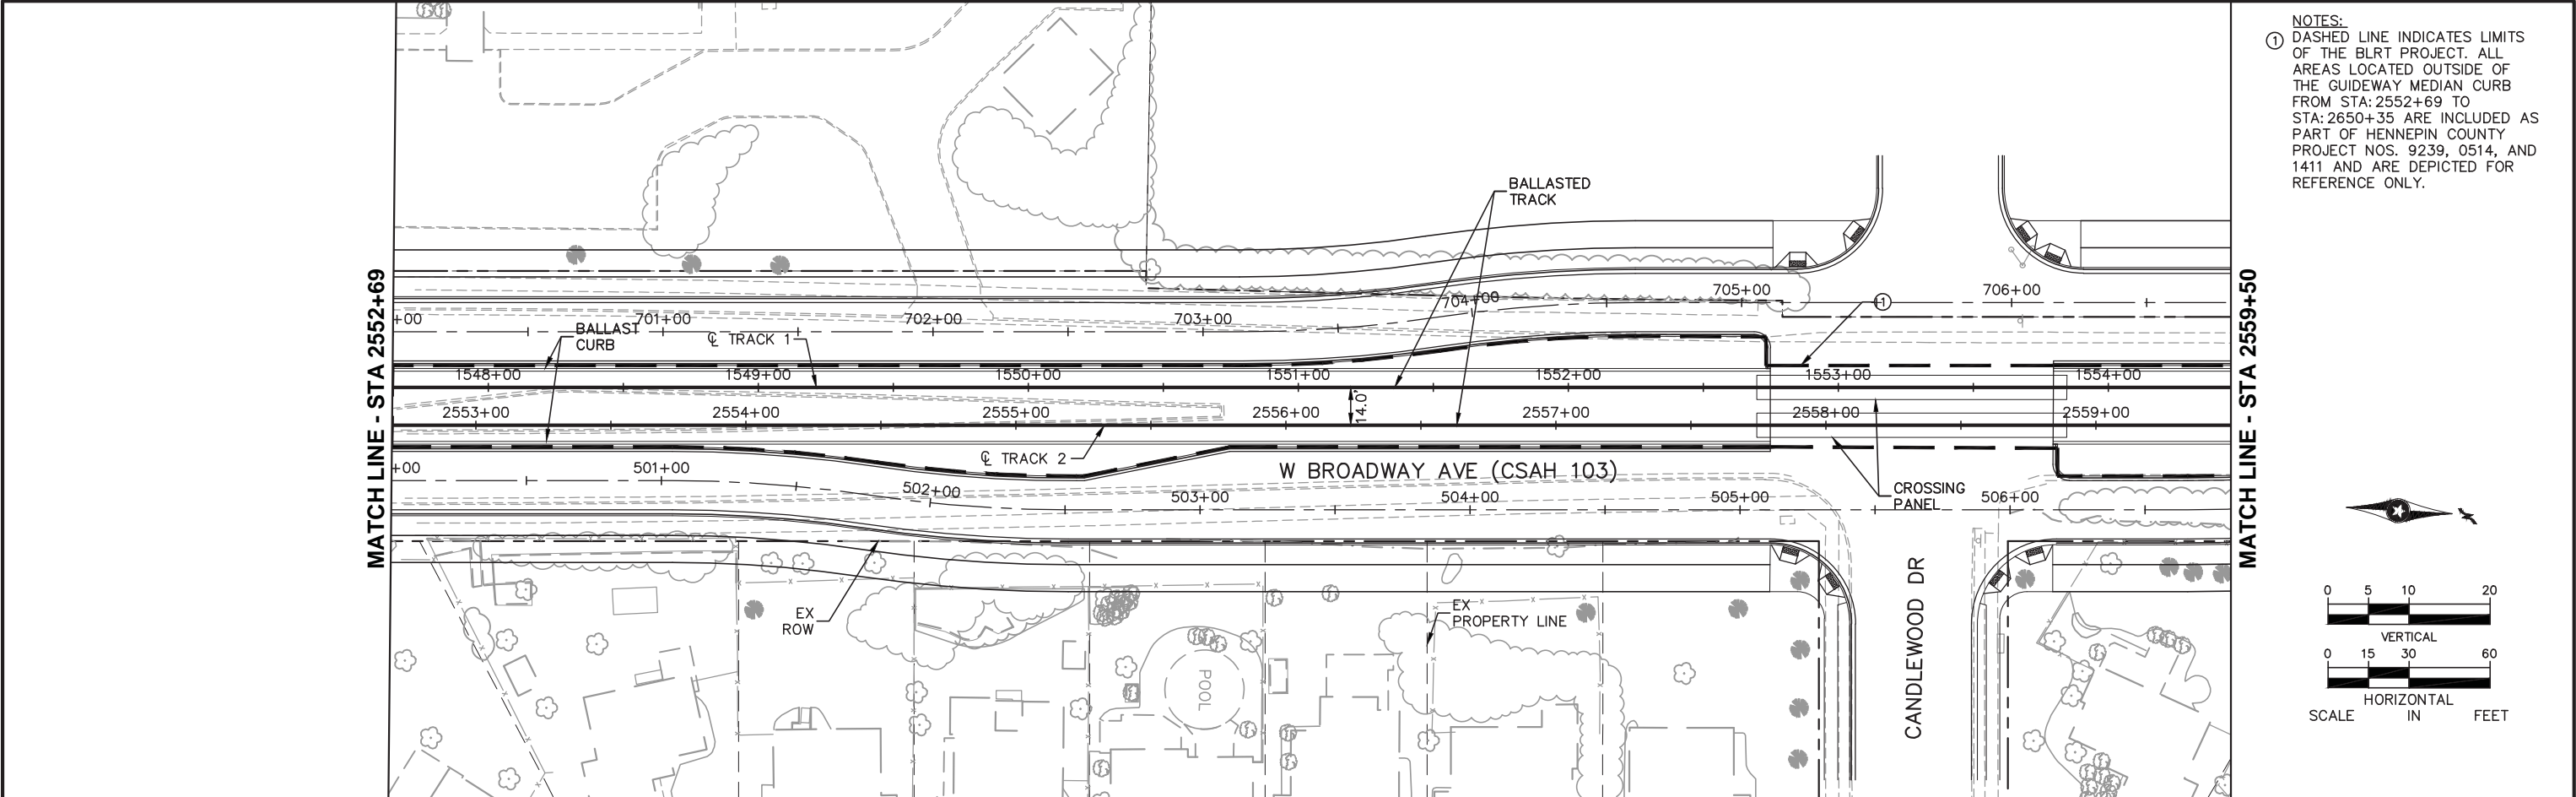 NOTES:
1 DASHED LINE INDICATES LIMITS
OF THE BLRT PROJECT. ALL
AREAS LOCATED OUTSIDE OF
THE GUIDEWAY MEDIAN CURB
FROM STA: 2552+69 TO
STA: 2650+35 ARE INCLUDED AS
PART OF HENNEPIN COUNTY
PROJECT NOS. 9239, 0514, AND
1411 AND ARE DEPICTED FOR
REFERENCE ONLY.
MATCH LINE - STA 2552+69
BALLASTED
TRACK
705+00
706+00
704+00
1
+00
701+00
702+00
703+00
BALLAST
CURB
℄ TRACK 1
1548+00
1549+00
1550+00
1551+00
1552+00
1553+00
1554+00
14.0'
2553+00
2554+00
2555+00
2556+00
2557+00
2558+00
2559+00
℄ TRACK 2
W BROADWAY AVE (CSAH 103)
+00
501+00
502+00
503+00
504+00
505+00
506+00
CROSSING
PANEL
EX
ROW
EX
PROPERTY LINE
POOL
CANDLEWOOD DR
MATCH LINE - STA 2559+50
0 5 10 20
VERTICAL
0 15 30 60
HORIZONTAL
SCALE IN FEET